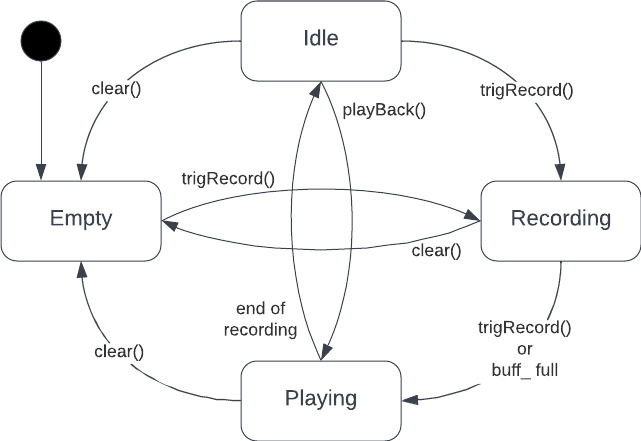 Idle
clear()
trigRecord()
playBack()
trigRecord()
Empty
Recording
clear()
end of
recording
trigRecord()
or
buff_ full
clear()
Playing